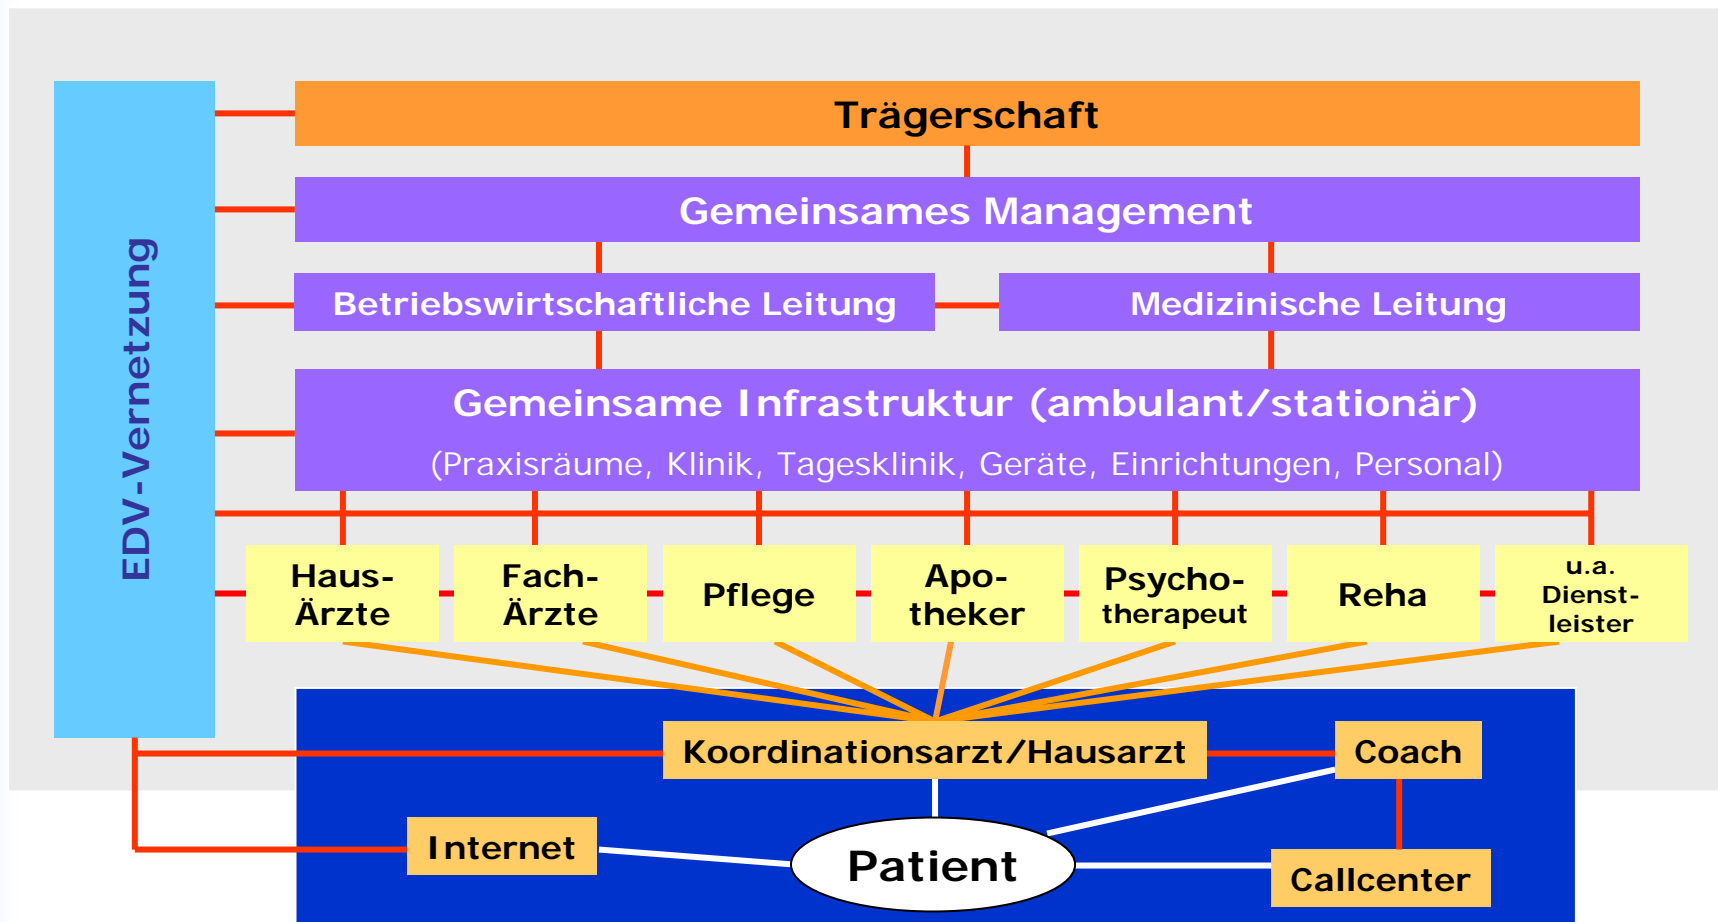 EDV-Vernetzung
Trägerschaft
Gemeinsames Management
Betriebswirtschaftliche Leitung
Medizinische Leitung
Gemeinsame Infrastruktur (ambulant/stationär)
(Praxisräume, Klinik, Tagesklinik, Geräte, Einrichtungen, Personal)
Haus-
Ärzte
Fach-
Ärzte
Pflege
Apo-
theker
Psycho-
therapeut
Reha
u.a.
Dienst-
leister
Koordinationsarzt/Hausarzt
Coach
Internet
Patient
Callcenter